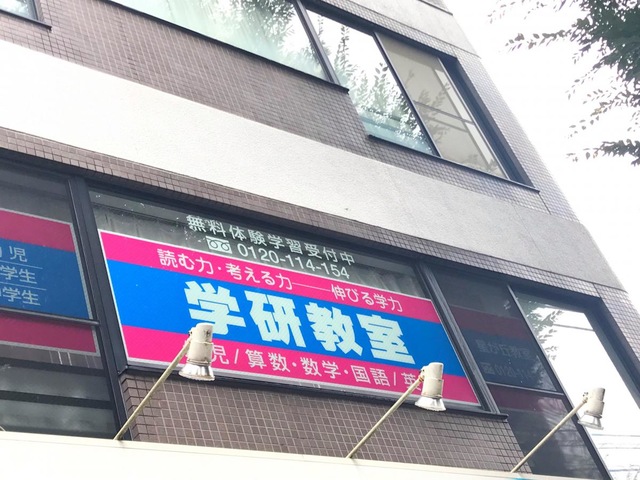 無料体験学習受付中
0120-114-154
読む力・考える力――伸びる学力
学研教室
児/算数・数学・国語/英
児
学生
学生